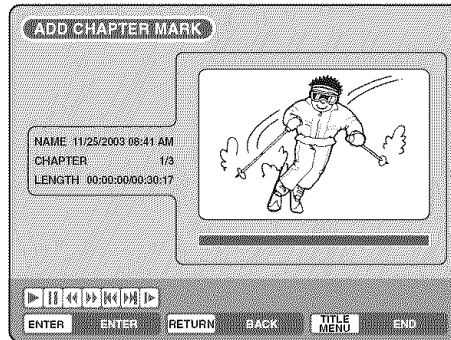 ADD CHAPTER MARK
NAME 11/25/2003 06:41 AM
CHAPTER 1/3
LENGTH 00:00:00/00:30:17
ENTER ENTER RETURN BACK TITLE MENU END